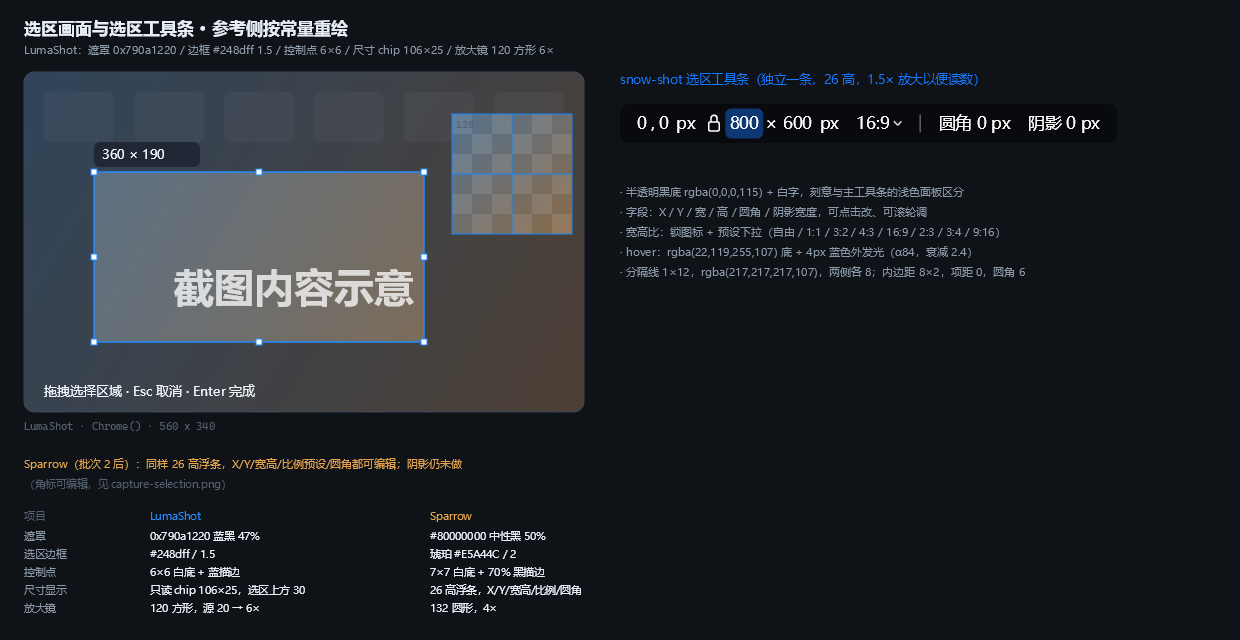 选区画面与选区工具条 · 参考侧按常量重绘
LumaShot：遮罩 0x790a1220 / 边框 #248dff 1.5 / 控制点 6×6 / 尺寸 chip 106×25 / 放大镜 120 方形 6×
120
360 × 190
截图内容示意
拖拽选择区域 · Esc 取消 · Enter 完成
LumaShot · Chrome() · 560 x 340
snow-shot 选区工具条（独立一条，26 高，1.5× 放大以便读数）
0 , 0 px 800 × 600 px 16:9 圆角 0 px 阴影 0 px
· 半透明黑底 rgba(0,0,0,115) + 白字，刻意与主工具条的浅色面板区分
· 字段：X / Y / 宽 / 高 / 圆角 / 阴影宽度，可点击改、可滚轮调
· 宽高比：锁图标 + 预设下拉（自由 / 1:1 / 3:2 / 4:3 / 16:9 / 2:3 / 3:4 / 9:16）
· hover：rgba(22,119,255,107) 底 + 4px 蓝色外发光（α84，衰减 2.4）
· 分隔线 1×12，rgba(217,217,217,107)，两侧各 8；内边距 8×2，项距 0，圆角 6
Sparrow（批次 2 后）：同样 26 高浮条，X/Y/宽高/比例预设/圆角都可编辑；阴影仍未做
（角标可编辑，见 capture-selection.png）
项目 LumaShot Sparrow
遮罩 0x790a1220 蓝黑 47% #80000000 中性黑 50%
选区边框 #248dff / 1.5 琥珀 #E5A44C / 2
控制点 6×6 白底 + 蓝描边 7×7 白底 + 70% 黑描边
尺寸显示 只读 chip 106×25，选区上方 30 26 高浮条，X/Y/宽高/比例/圆角
放大镜 120 方形，源 20 → 6× 132 圆形，4×